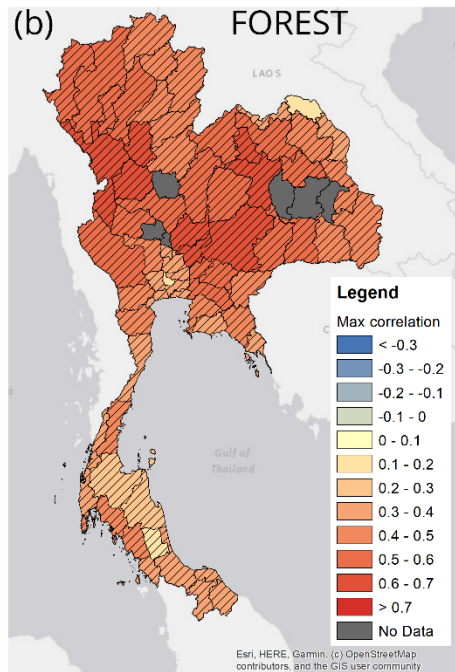 (b) FOREST
LAOS
Legend
Max correlation
< -0.3
-0.3 - -0.2
-0.2 - -0.1
-0.1 - 0
0 - 0.1
0.1 - 0.2
0.2 - 0.3
0.3 - 0.4
0.4 - 0.5
0.5 - 0.6
0.6 - 0.7
> 0.7
No Data
Gulf of
Thailand
Esri, HERE, Garmin, (c) OpenStreetMap
contributors, and the GIS user community